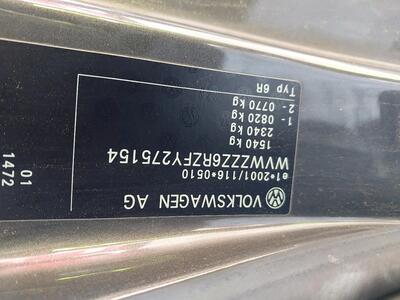 VOLKSWAGEN AG
e1*2001/116*0510
WVWZZZ6RZFY275154
1540 kg
2340 kg
1 - 0820 kg
2 - 0770 kg
Typ 6R
01
1472